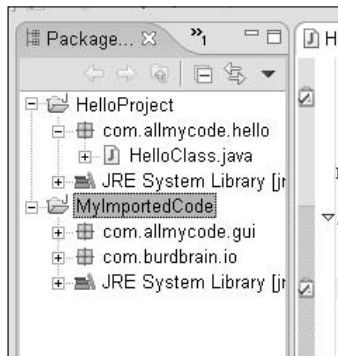 Package...
»1
H
HelloProject
com.allmycode.hello
HelloClass.java
JRE System Library [jr
MyImportedCode
com.allmycode.gui
com.burdbrain.io
JRE System Library [jr